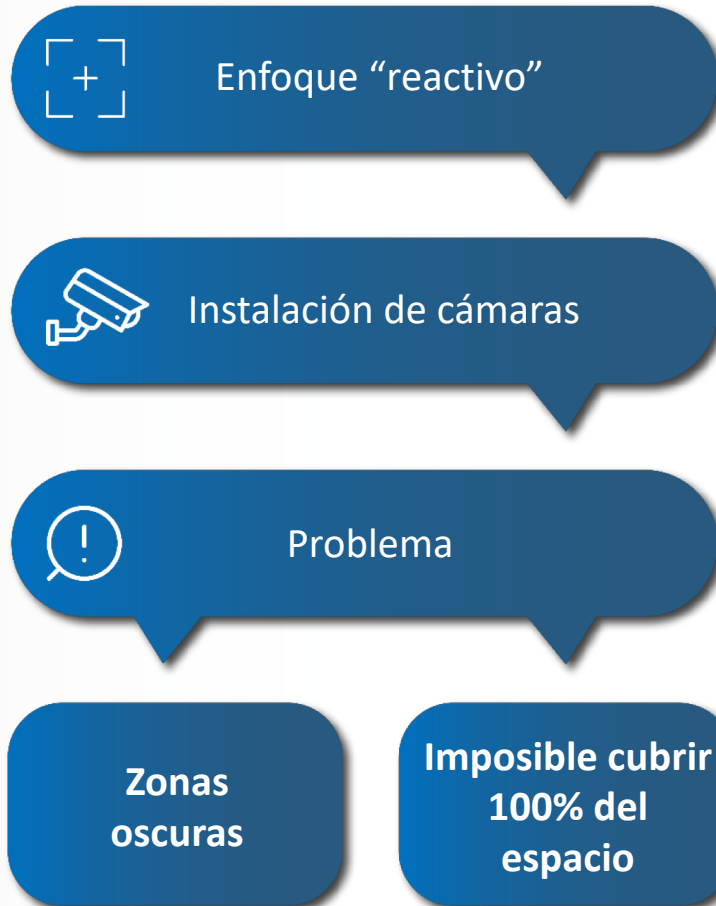 Enfoque “reactivo”
Instalación de cámaras
Problema
Zonas
oscuras
Imposible cubrir
100% del
espacio